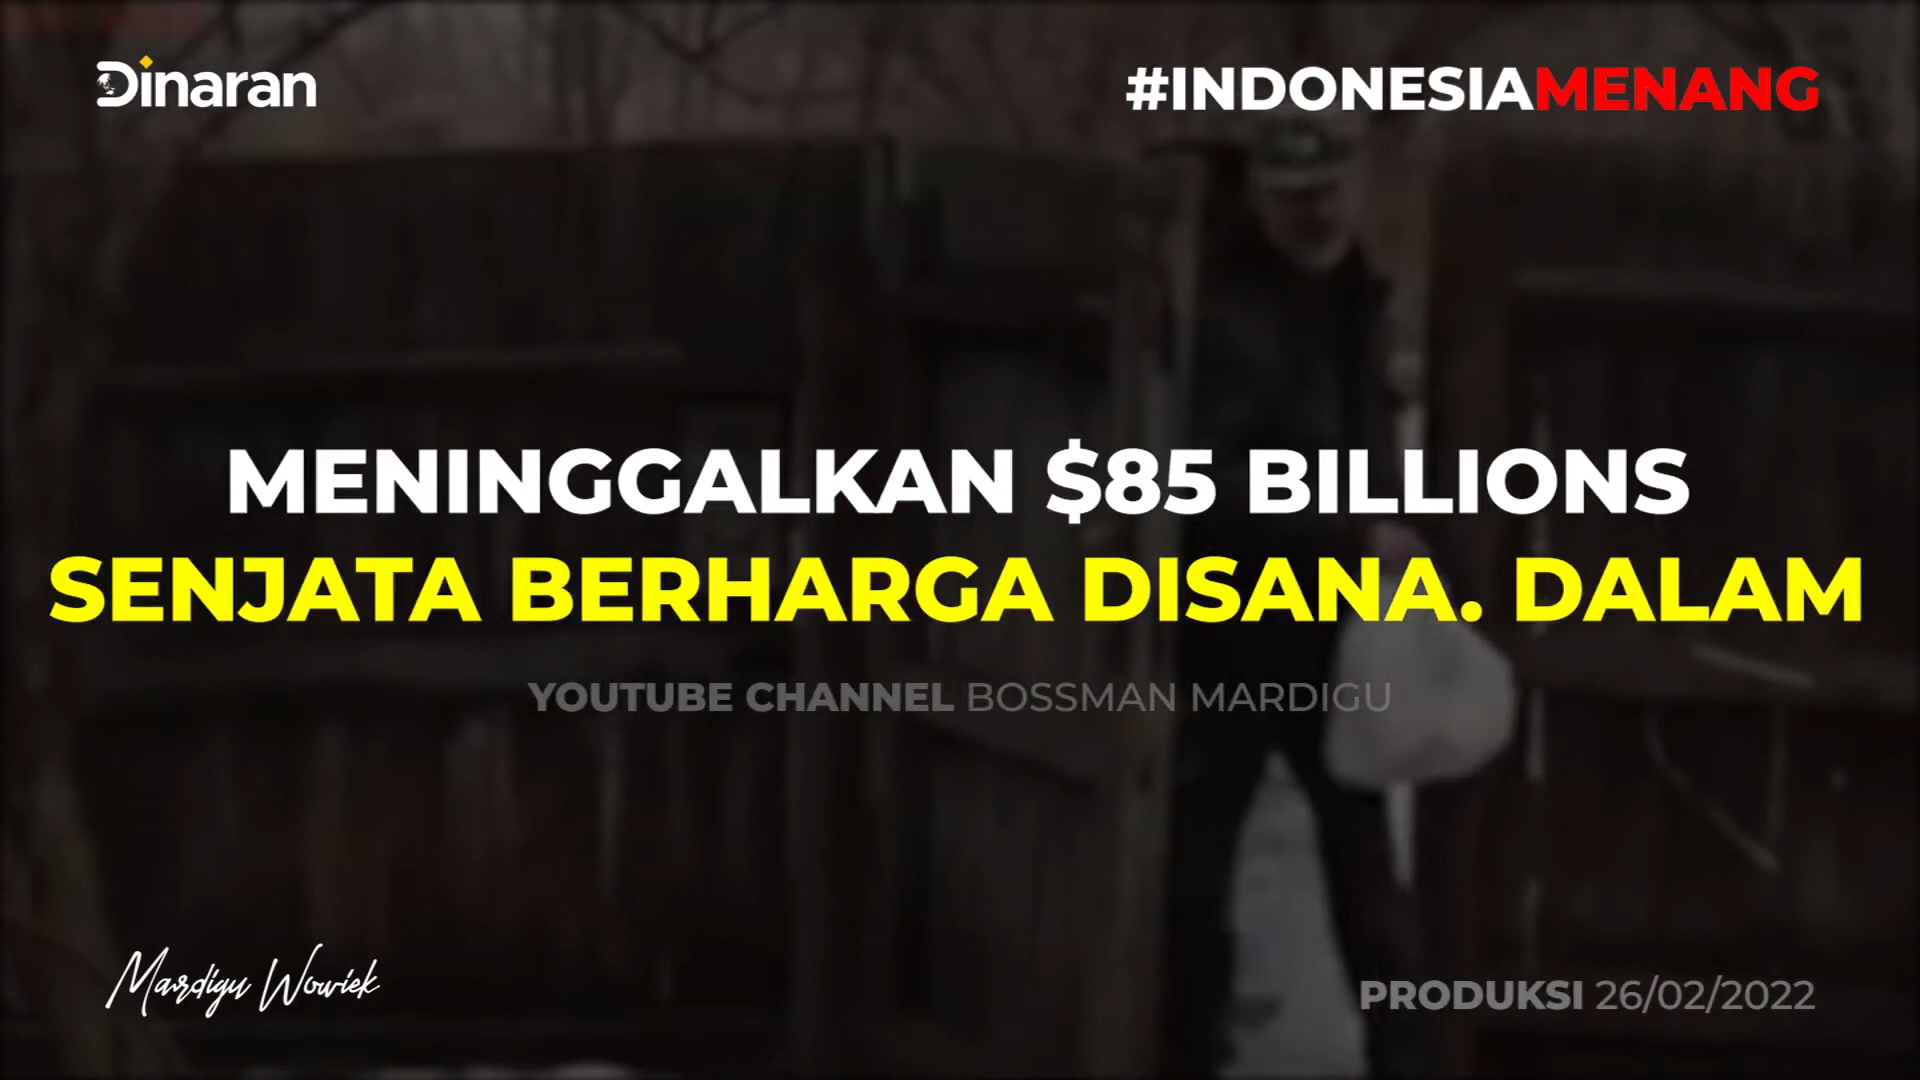 Dinaran
#INDONESIAMENANG
MENINGGALKAN $85 BILLIONS
SENJATA BERHARGA DISANA. DALAM
YOUTUBE CHANNEL BOSSMAN MARDIGU
Mardigu Wowiek
PRODUKSI 26/02/2022